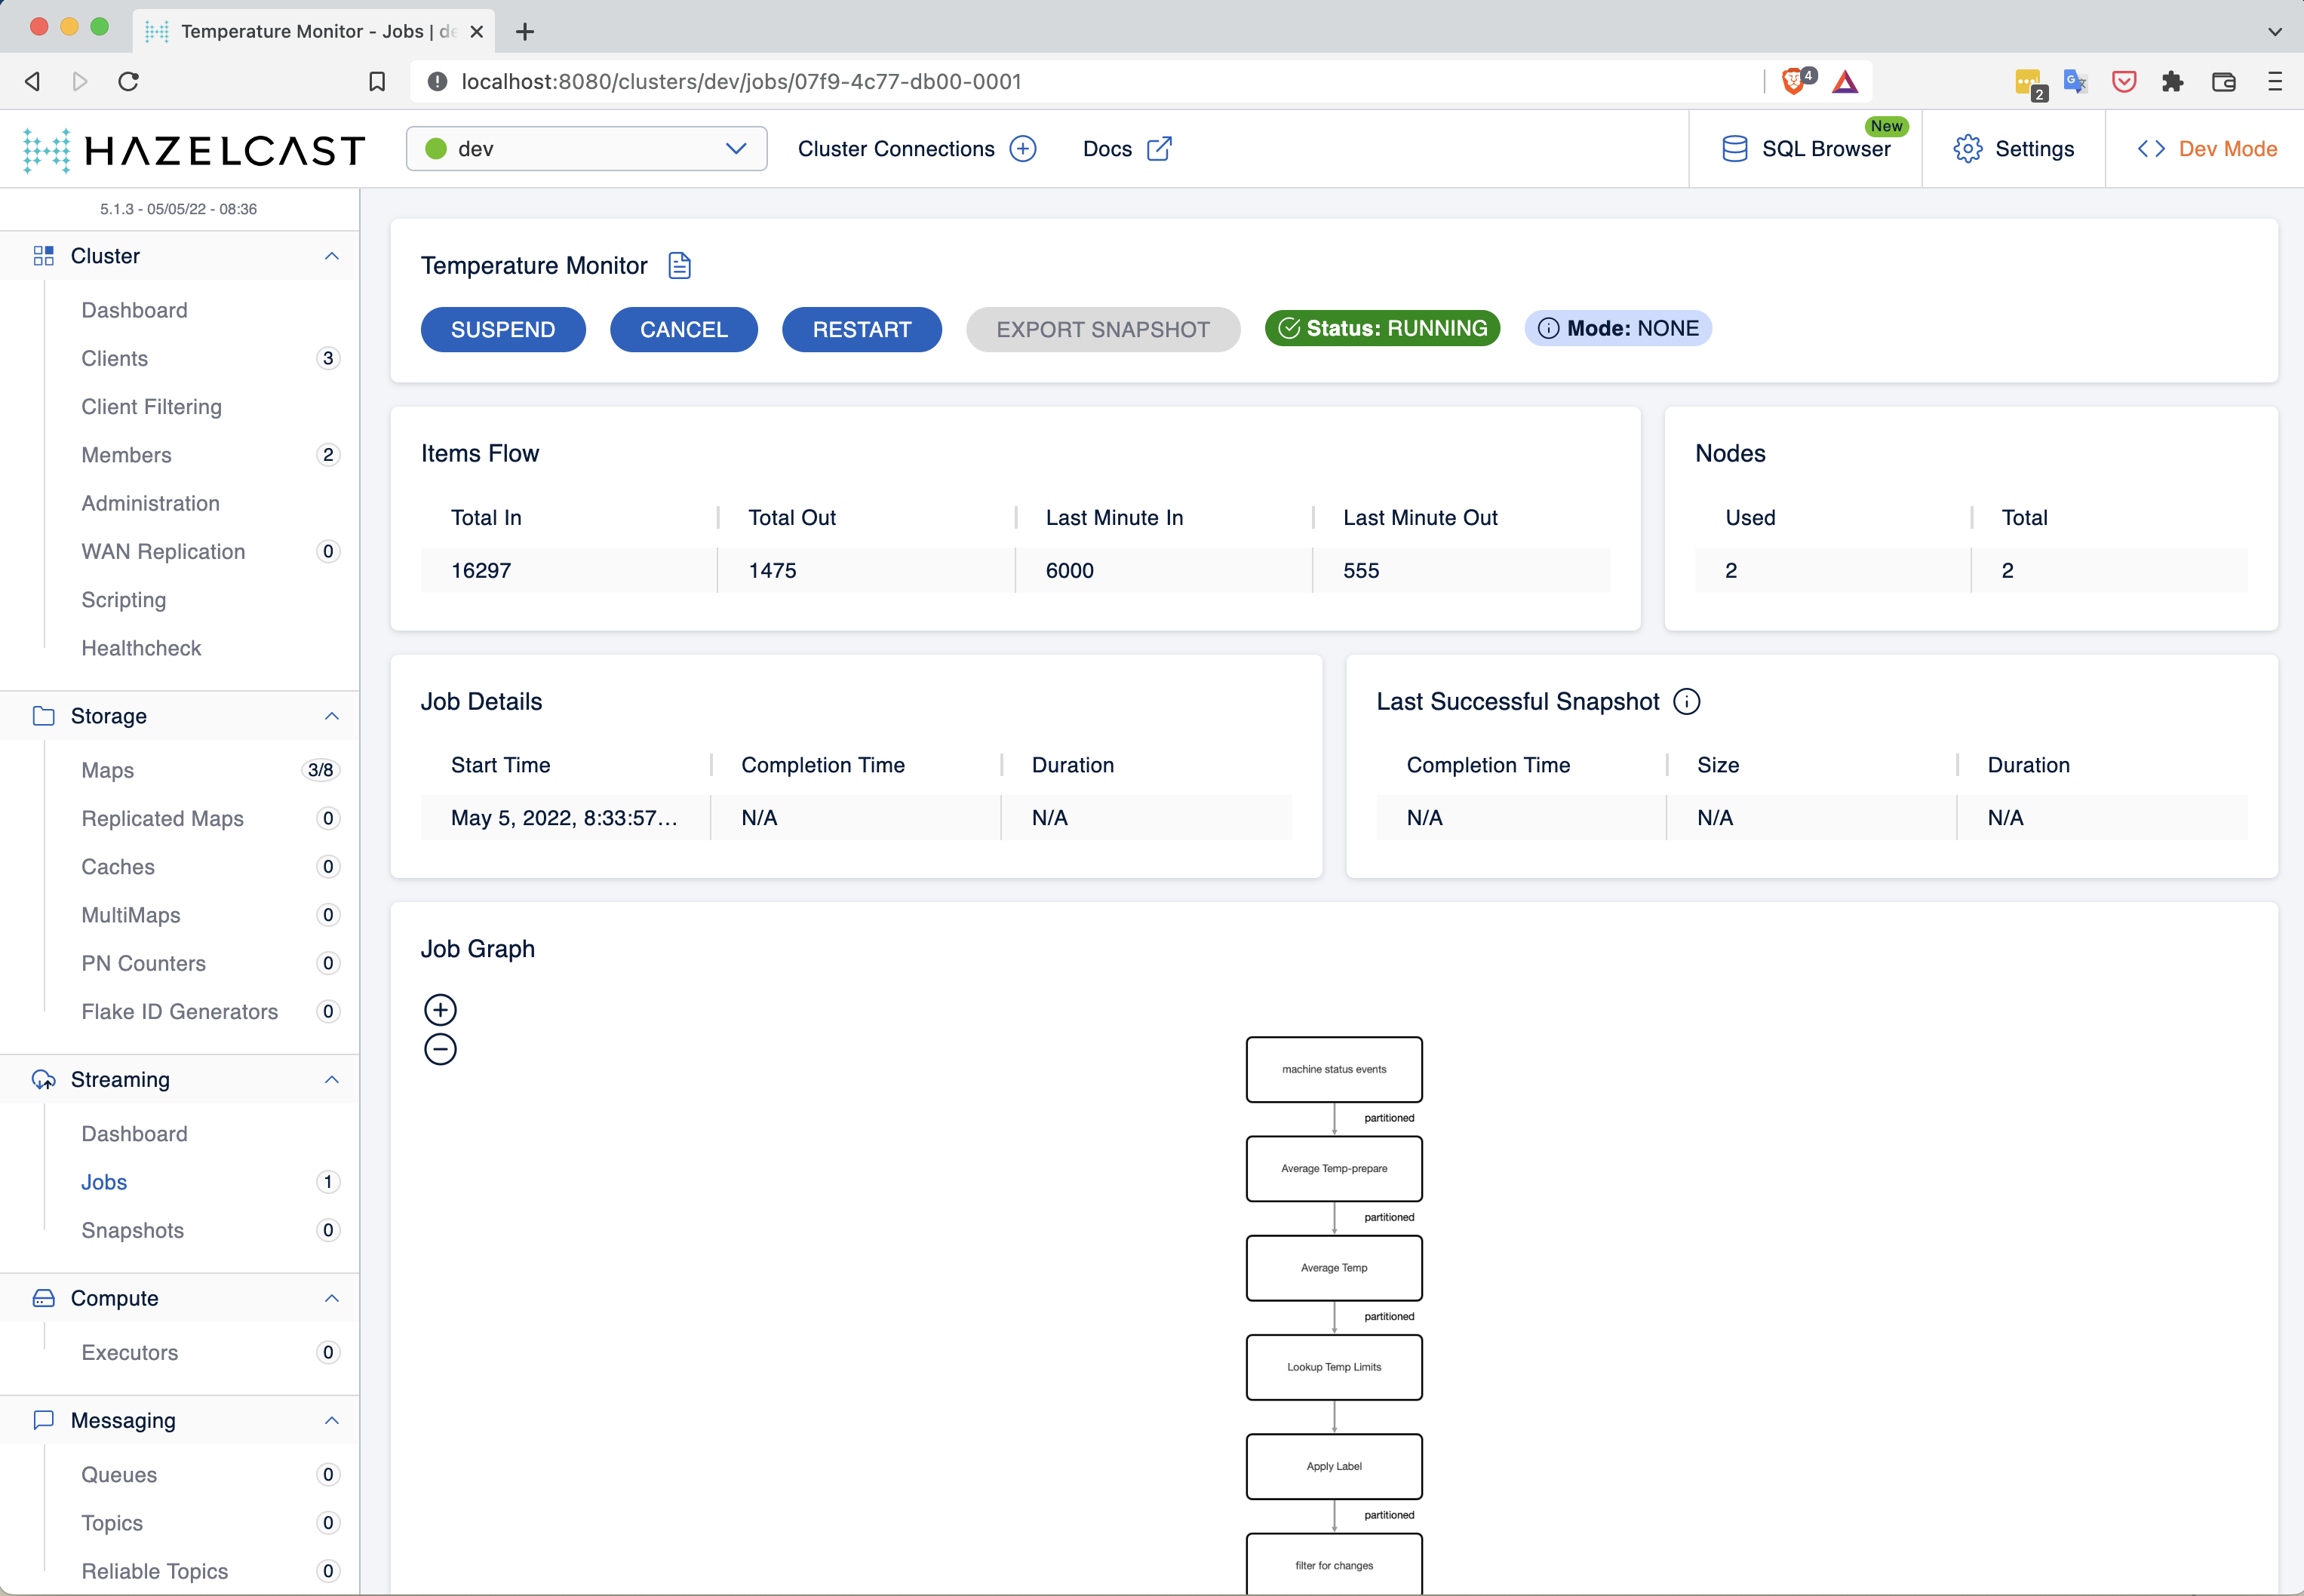 Temperature Monitor - Jobs | de
localhost:8080/clusters/dev/jobs/07f9-4c77-db00-0001
4
2
HAZELCAST
dev
Cluster Connections
Docs
New
SQL Browser
Settings
Dev Mode
5.1.3 - 05/05/22 - 08:36
Cluster
Dashboard
Clients 3
Client Filtering
Members 2
Administration
WAN Replication 0
Scripting
Healthcheck
Storage
Maps 3/8
Replicated Maps 0
Caches 0
MultiMaps 0
PN Counters 0
Flake ID Generators 0
Streaming
Dashboard
Jobs 1
Snapshots 0
Compute
Executors 0
Messaging
Queues 0
Topics 0
Reliable Topics 0
Temperature Monitor
SUSPEND CANCEL RESTART EXPORT SNAPSHOT Status: RUNNING Mode: NONE
Items Flow
Total In Total Out Last Minute In Last Minute Out
16297 1475 6000 555
Nodes
Used Total
2 2
Job Details
Start Time Completion Time Duration
May 5, 2022, 8:33:57... N/A N/A
Last Successful Snapshot
Completion Time Size Duration
N/A N/A N/A
Job Graph
machine status events
partitioned
Average Temp-prepare
partitioned
Average Temp
partitioned
Lookup Temp Limits
Apply Label
partitioned
filter for changes